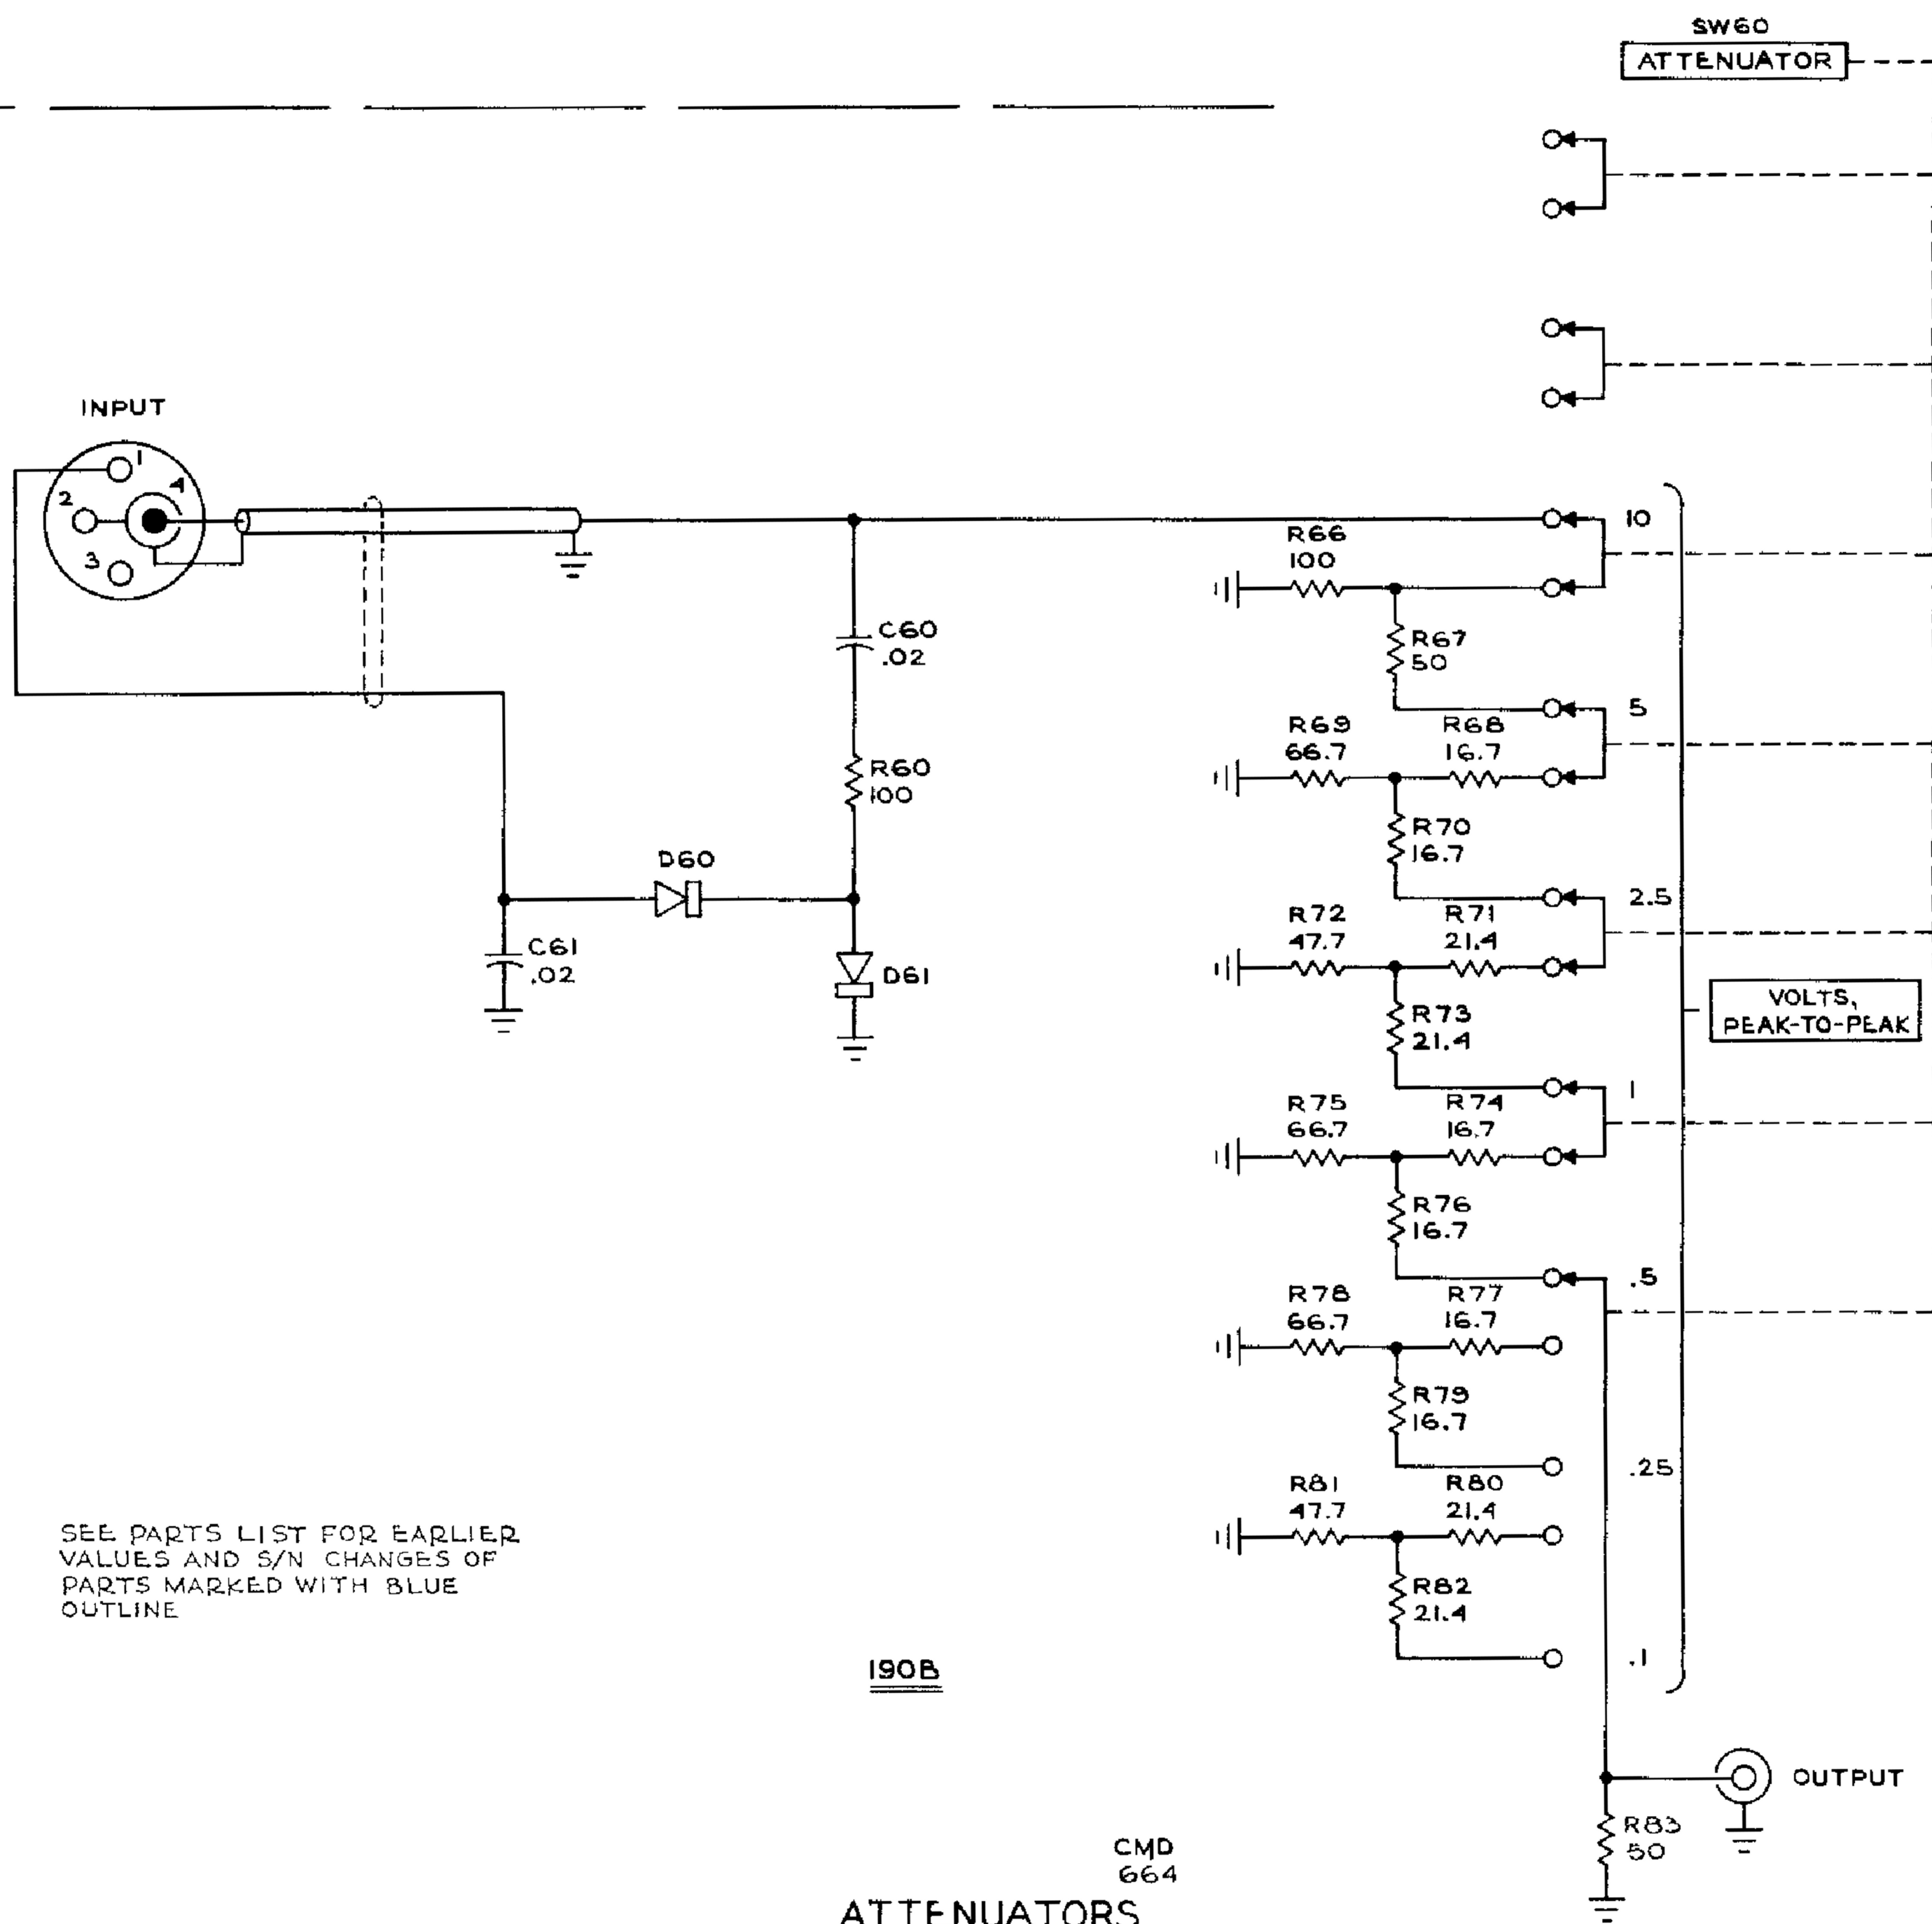 SW60
ATTENUATOR
INPUT
1
2
4
3
10
R66
100
R67
50
5
R69
66.7
R68
16.7
C60
.02
R60
100
R70
16.7
D60
2.5
R72
47.7
R71
21.4
C61
.02
D61
VOLTS,
PEAK-TO-PEAK
R73
21.4
1
R75
66.7
R74
16.7
R76
16.7
.5
R78
66.7
R77
16.7
R79
16.7
.25
R81
47.7
R80
21.4
SEE PARTS LIST FOR EARLIER
VALUES AND S/N CHANGES OF
PARTS MARKED WITH BLUE
OUTLINE
R82
21.4
.1
190B
OUTPUT
R83
50
CMD
664
ATTENUATORS